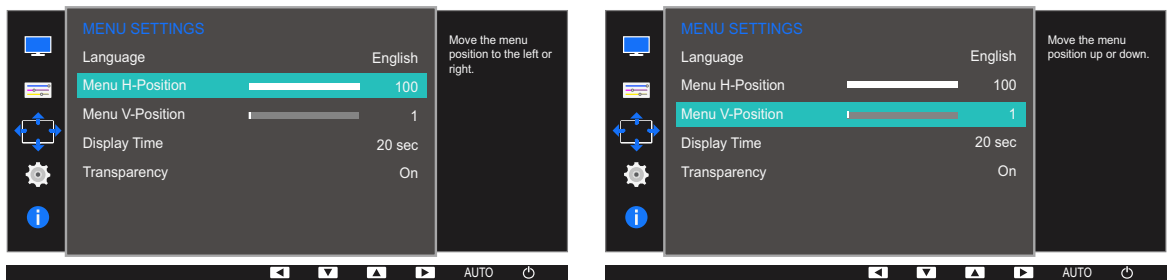 MENU SETTINGS
Language English
Menu H-Position 100
Menu V-Position 1
Display Time 20 sec
Transparency On
Move the menu
position to the left or
right.
AUTO
MENU SETTINGS
Language English
Menu H-Position 100
Menu V-Position 1
Display Time 20 sec
Transparency On
Move the menu
position up or down.
AUTO